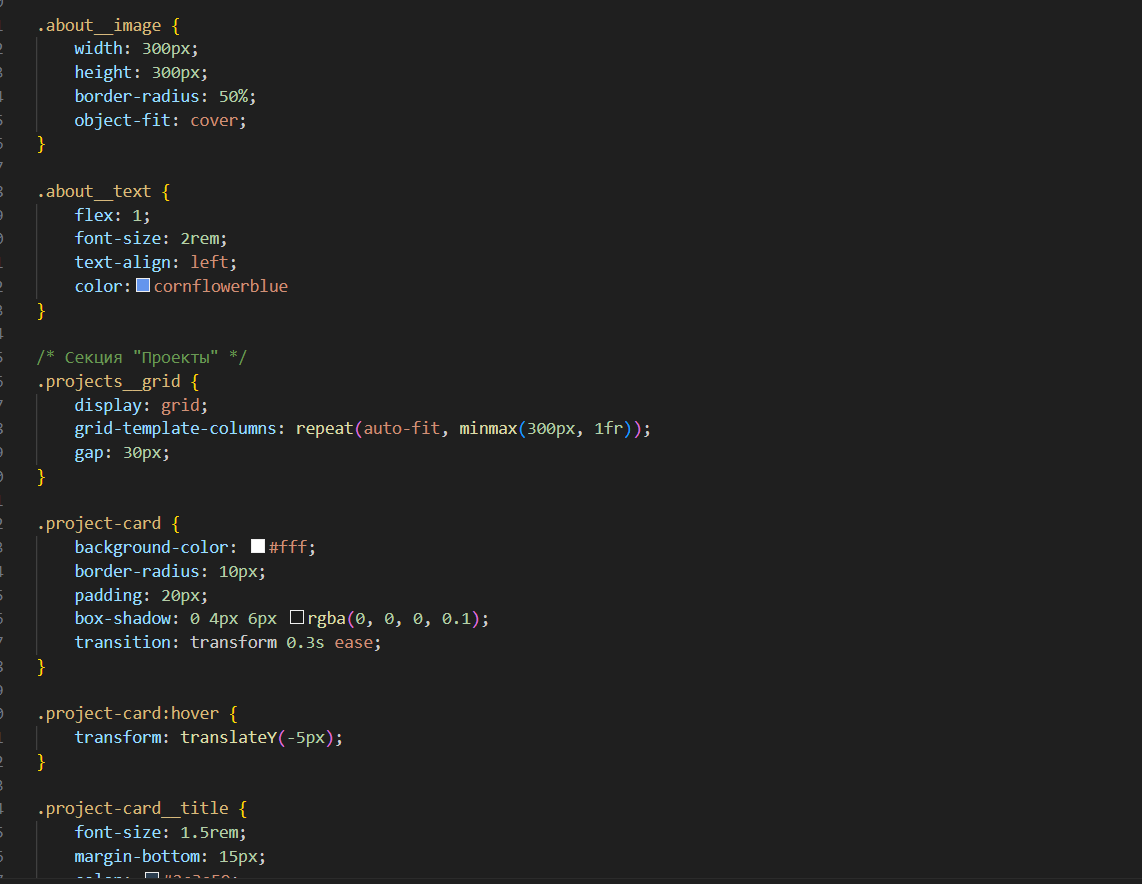 .about__image {
width: 300px;
height: 300px;
border-radius: 50%;
object-fit: cover;
}
.about__text {
flex: 1;
font-size: 2rem;
text-align: left;
color: cornflowerblue
}
/* Секция "Проекты" */
.projects__grid {
display: grid;
grid-template-columns: repeat(auto-fit, minmax(300px, 1fr));
gap: 30px;
}
.project-card {
background-color: #fff;
border-radius: 10px;
padding: 20px;
box-shadow: 0 4px 6px rgba(0, 0, 0, 0.1);
transition: transform 0.3s ease;
}
.project-card:hover {
transform: translateY(-5px);
}
.project-card__title {
font-size: 1.5rem;
margin-bottom: 15px;